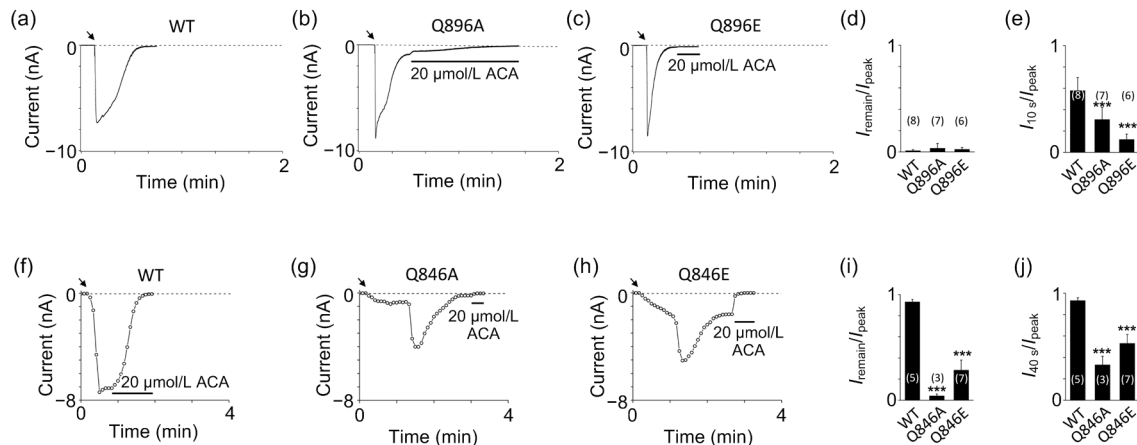 (a)
WT
Current (nA)
0
−10
0
2
Time (min)
(b)
Q896A
Current (nA)
0
20 µmol/L ACA
−10
0
2
Time (min)
(c)
Q896E
Current (nA)
0
20 µmol/L ACA
−10
0
2
Time (min)
(d)
Iremain/Ipeak
1
0
(8)
(7)
(6)
WT
Q896A
Q896E
(e)
I10 s/Ipeak
1
0
(8)
(7)
(6)
***
***
WT
Q896A
Q896E
(f)
WT
Current (nA)
0
20 µmol/L ACA
−8
0
4
Time (min)
(g)
Q846A
Current (nA)
0
20 µmol/L
ACA
−8
0
4
Time (min)
(h)
Q846E
Current (nA)
0
20 µmol/L
ACA
−8
0
4
Time (min)
(i)
Iremain/Ipeak
1
0
(5)
(3)
(7)
***
***
WT
Q846A
Q846E
(j)
I40 s/Ipeak
1
0
(5)
(3)
(7)
***
***
WT
Q846A
Q846E